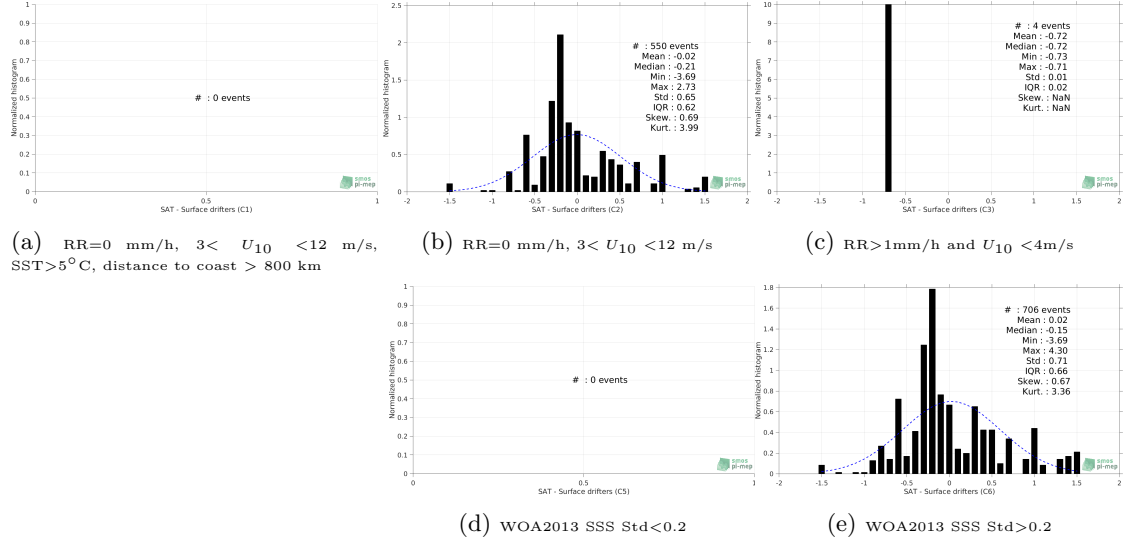 1
0.9
0.8
0.7
0.6
0.5
0.4
0.3
0.2
0.1
0
Normalized histogram
# : 0 events
smos
pi-mep
0 0.5 1
SAT - Surface drifters (C1)
(a) RR=0 mm/h, 3< U10 <12 m/s,
SST>5°C, distance to coast > 800 km
2.5
2
1.5
1
0.5
0
Normalized histogram
# : 550 events
Mean : -0.02
Median : -0.21
Min : -3.69
Max : 2.73
Std : 0.65
IQR : 0.62
Skew. : 0.69
Kurt. : 3.99
smos
pi-mep
-2 -1.5 -1 -0.5 0 0.5 1 1.5 2
SAT - Surface drifters (C2)
(b) RR=0 mm/h, 3< U10 <12 m/s
10
9
8
7
6
5
4
3
2
1
0
Normalized histogram
# : 4 events
Mean : -0.72
Median : -0.72
Min : -0.73
Max : -0.71
Std : 0.01
IQR : 0.02
Skew. : NaN
Kurt. : NaN
smos
pi-mep
-2 -1.5 -1 -0.5 0 0.5 1 1.5 2
SAT - Surface drifters (C3)
(c) RR>1mm/h and U10 <4m/s
1
0.9
0.8
0.7
0.6
0.5
0.4
0.3
0.2
0.1
0
Normalized histogram
# : 0 events
smos
pi-mep
0 0.5 1
SAT - Surface drifters (C5)
(d) WOA2013 SSS Std<0.2
1.8
1.6
1.4
1.2
1
0.8
0.6
0.4
0.2
0
Normalized histogram
# : 706 events
Mean : 0.02
Median : -0.15
Min : -3.69
Max : 4.30
Std : 0.71
IQR : 0.66
Skew. : 0.67
Kurt. : 3.36
smos
pi-mep
-2 -1.5 -1 -0.5 0 0.5 1 1.5 2
SAT - Surface drifters (C6)
(e) WOA2013 SSS Std>0.2